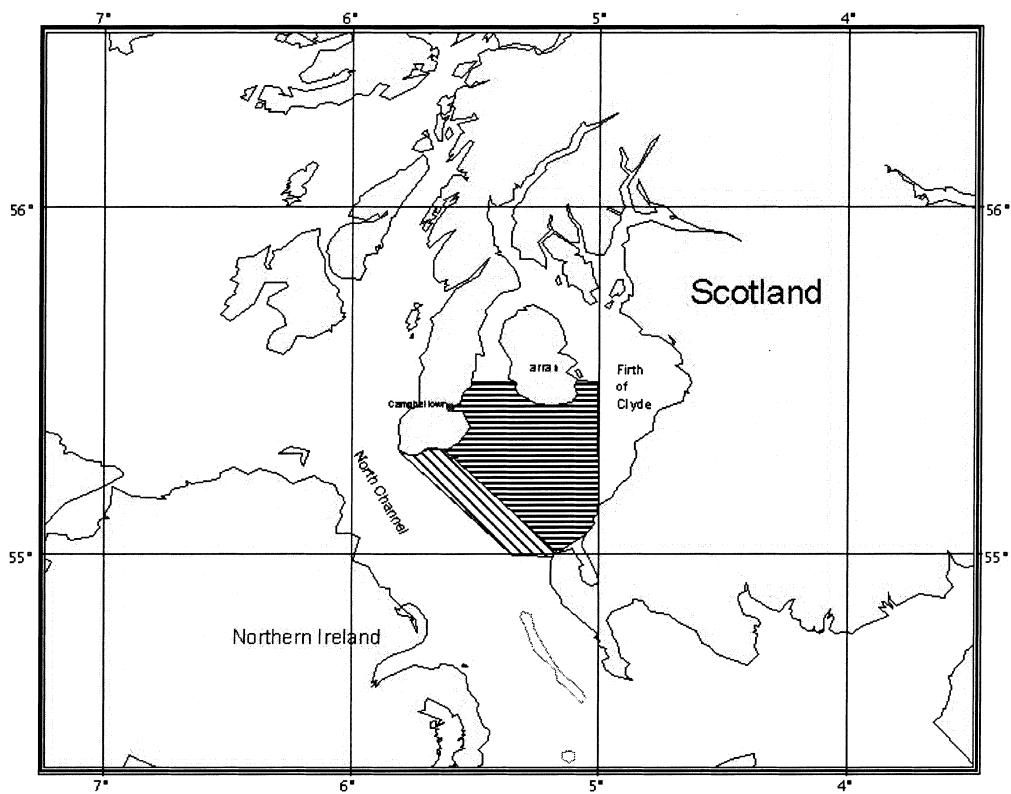 7° 6° 5° 4°
56° 56°
Scotland
arran
Firth
of
Clyde
Campbeltown
North Channel
55° 55°
Northern Ireland
7° 6° 5° 4°